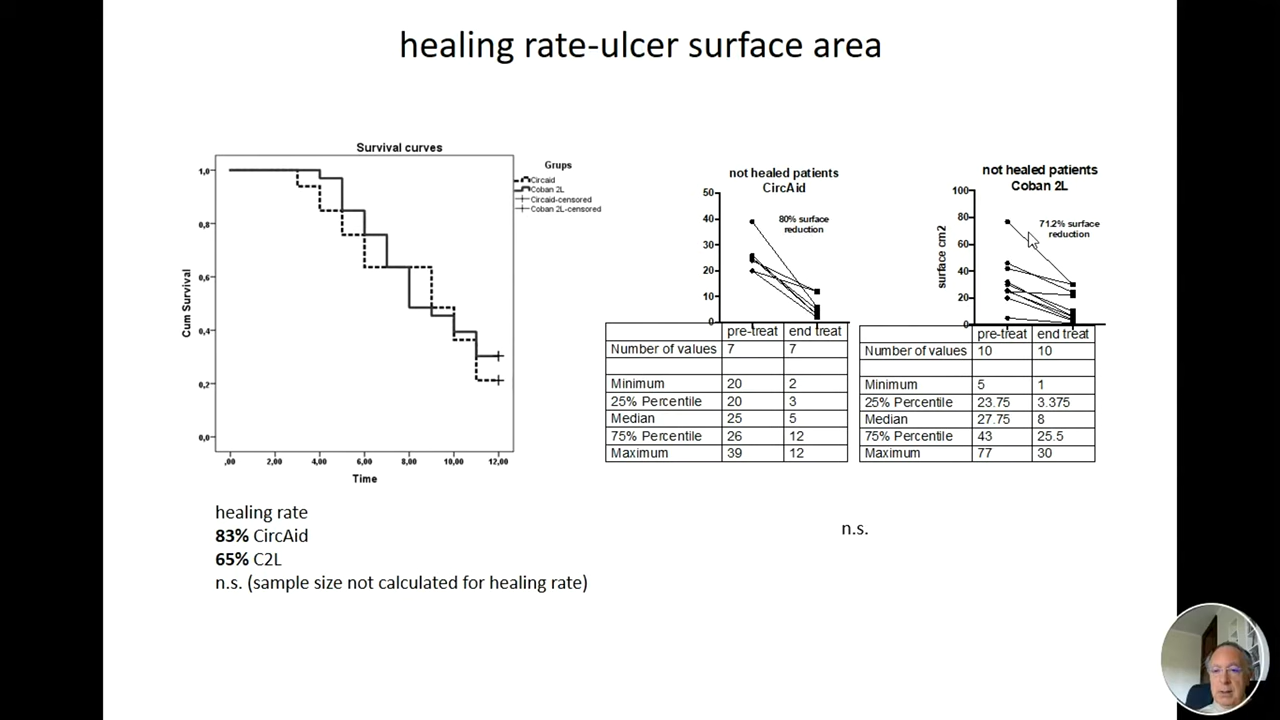 healing rate-ulcer surface area
Survival curves
Grups
Circaid
Coban 2L
Circaid-censored
Coban 2L-censored
Cum Survival
1,0
0,8
0,6
0,4
0,2
0,0
,00 2,00 4,00 6,00 8,00 10,00 12,00
Time
not healed patients
CircAid
80% surface
reduction
50
40
30
20
10
0
pre-treat end treat
Number of values 7 7
Minimum 20 2
25% Percentile 20 3
Median 25 5
75% Percentile 26 12
Maximum 39 12
not healed patients
Coban 2L
71.2% surface
reduction
surface cm2
100
80
60
40
20
0
pre-treat end treat
Number of values 10 10
Minimum 5 1
25% Percentile 23.75 3.375
Median 27.75 8
75% Percentile 43 25.5
Maximum 77 30
healing rate
83% CircAid
65% C2L
n.s. (sample size not calculated for healing rate)
n.s.